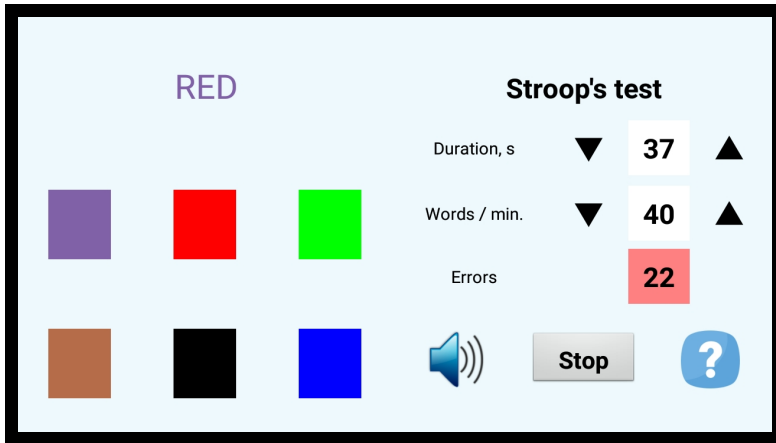 RED
Stroop's test
Duration, s
37
Words / min.
40
Errors
22
Stop
?